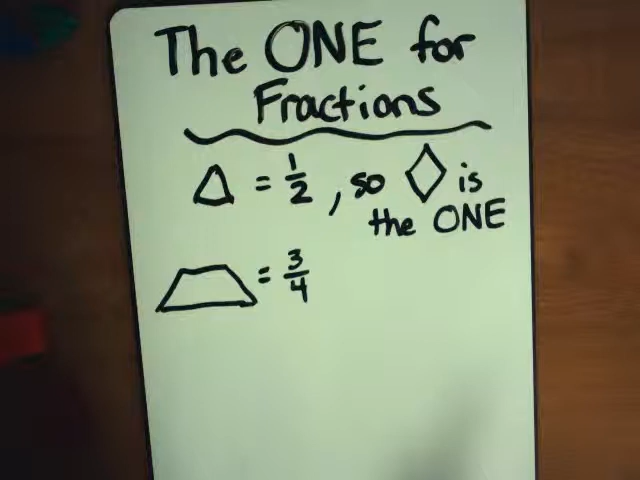 The ONE for
Fractions
= 1/2, so is
the ONE
= 3/4